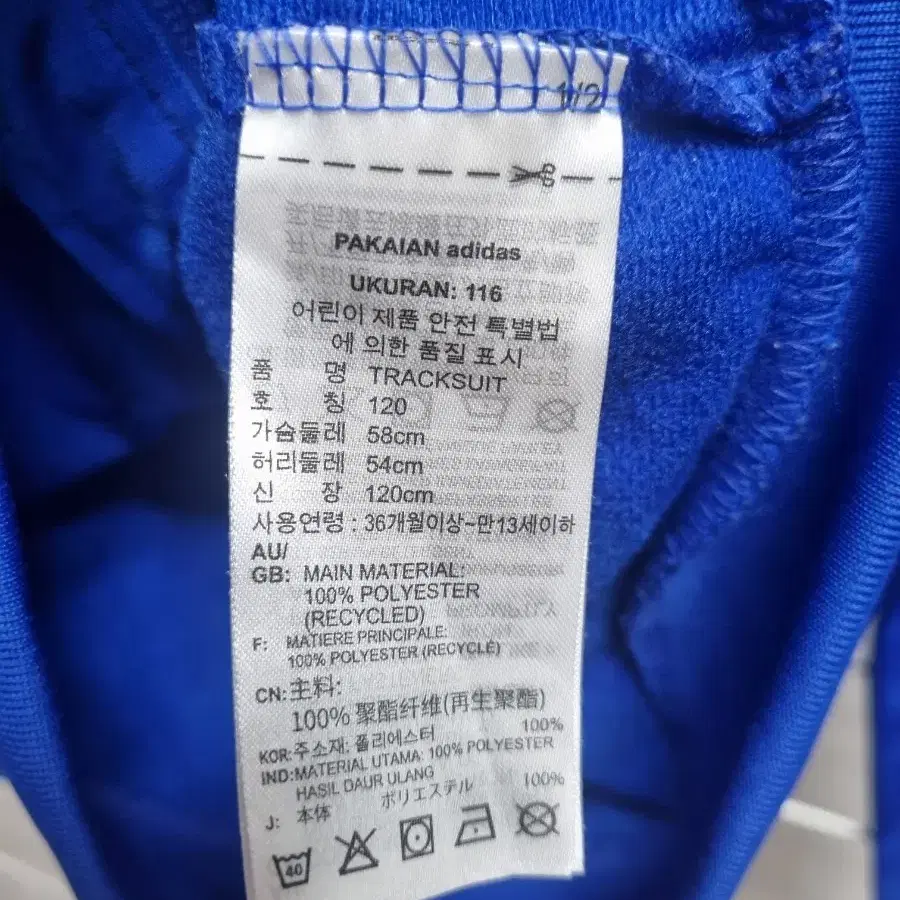 1/2
PAKAIAN adidas
UKURAN: 116
어린이 제품 안전 특별법
에 의한 품질 표시
품 명 TRACKSUIT
호 칭 120
가슴둘레 58cm
허리둘레 54cm
신 장 120cm
사용연령 : 36개월이상~만13세이하
AU/
GB: MAIN MATERIAL:
100% POLYESTER
(RECYCLED)
F: MATIERE PRINCIPALE:
100% POLYESTER (RECYCLÉ)
CN: 主料:
100% 聚酯纤维(再生聚酯)
KOR: 주소재: 폴리에스터 100%
IND: MATERIAL UTAMA: 100% POLYESTER
HASIL DAUR ULANG
J: 本体 ポリエステル 100%
40